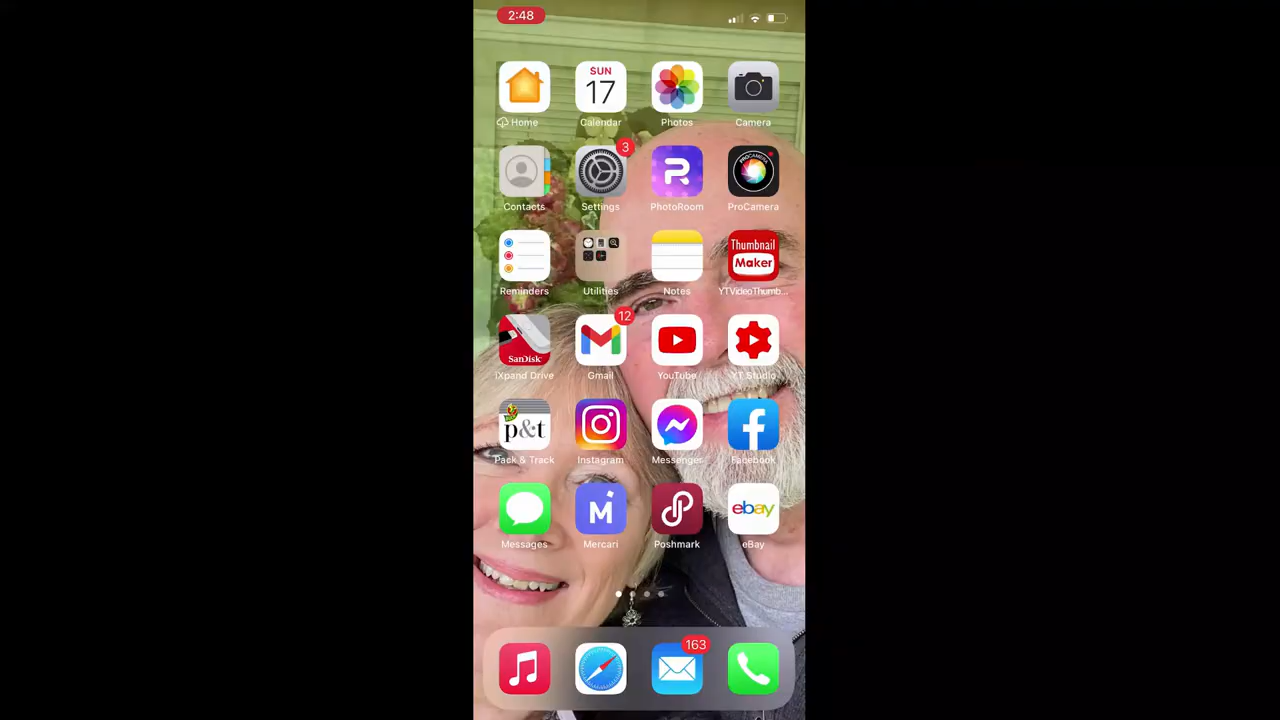 2:48
SUN
17
Home
Calendar
Photos
Camera
3
PROCAMERA
Contacts
Settings
PhotoRoom
ProCamera
Thumbnail
Maker
Reminders
Utilities
Notes
YTVideoThumb...
12
SanDisk
iXpand Drive
Gmail
YouTube
YT Studio
p&t
Pack & Track
Instagram
Messenger
Facebook
ebay
Messages
Mercari
Poshmark
eBay
163